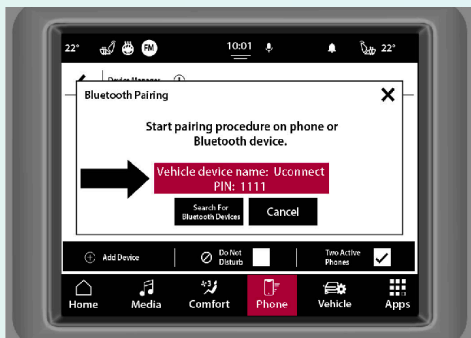 22°
FM
10:01
22°
Device Manager
Bluetooth Pairing
Start pairing procedure on phone or
Bluetooth device.
Vehicle device name: Uconnect
PIN: 1111
Search For
Bluetooth Devices
Cancel
Add Device
Do Not
Disturb
Two Active
Phones
Home
Media
Comfort
Phone
Vehicle
Apps